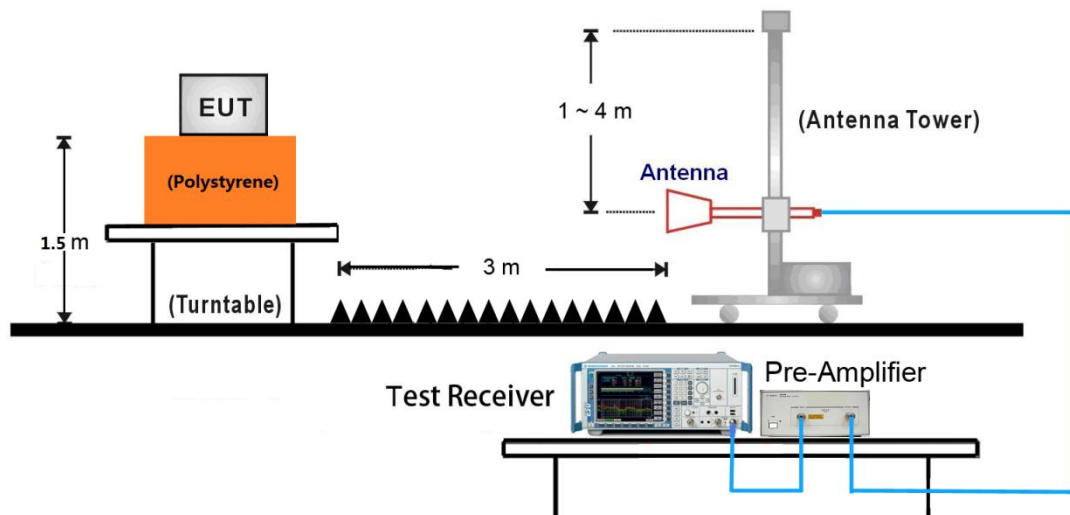 EUT
(Polystyrene)
1.5 m
(Turntable)
3 m
1 ~ 4 m
Antenna
(Antenna Tower)
Test Receiver
Pre-Amplifier